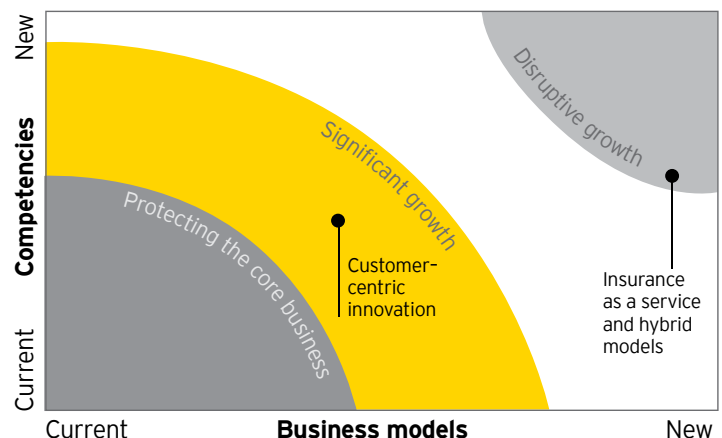 New
Competencies
Current
Disruptive growth
Significant growth
Protecting the core business
Customer–
centric
innovation
Insurance
as a service
and hybrid
models
Current
Business models
New